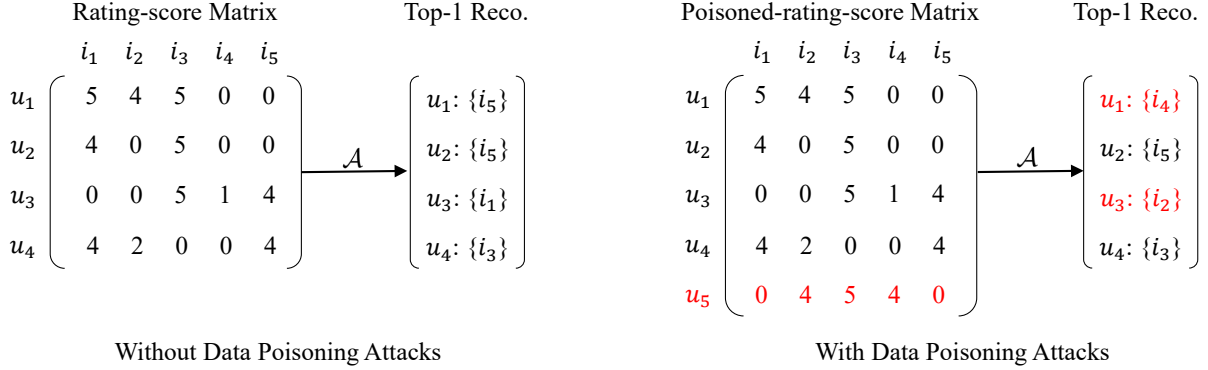 Rating-score Matrix Top-1 Reco. Poisoned-rating-score Matrix Top-1 Reco.
i₁ i₂ i₃ i₄ i₅ i₁ i₂ i₃ i₄ i₅
u₁ 5 4 5 0 0 u₁: {i₅} u₁ 5 4 5 0 0 u₁: {i₄}
u₂ 4 0 5 0 0 𝒜 u₂: {i₅} u₂ 4 0 5 0 0 𝒜 u₂: {i₅}
u₃ 0 0 5 1 4 u₃: {i₁} u₃ 0 0 5 1 4 u₃: {i₂}
u₄ 4 2 0 0 4 u₄: {i₃} u₄ 4 2 0 0 4 u₄: {i₃}
u₅ 0 4 5 4 0
Without Data Poisoning Attacks With Data Poisoning Attacks